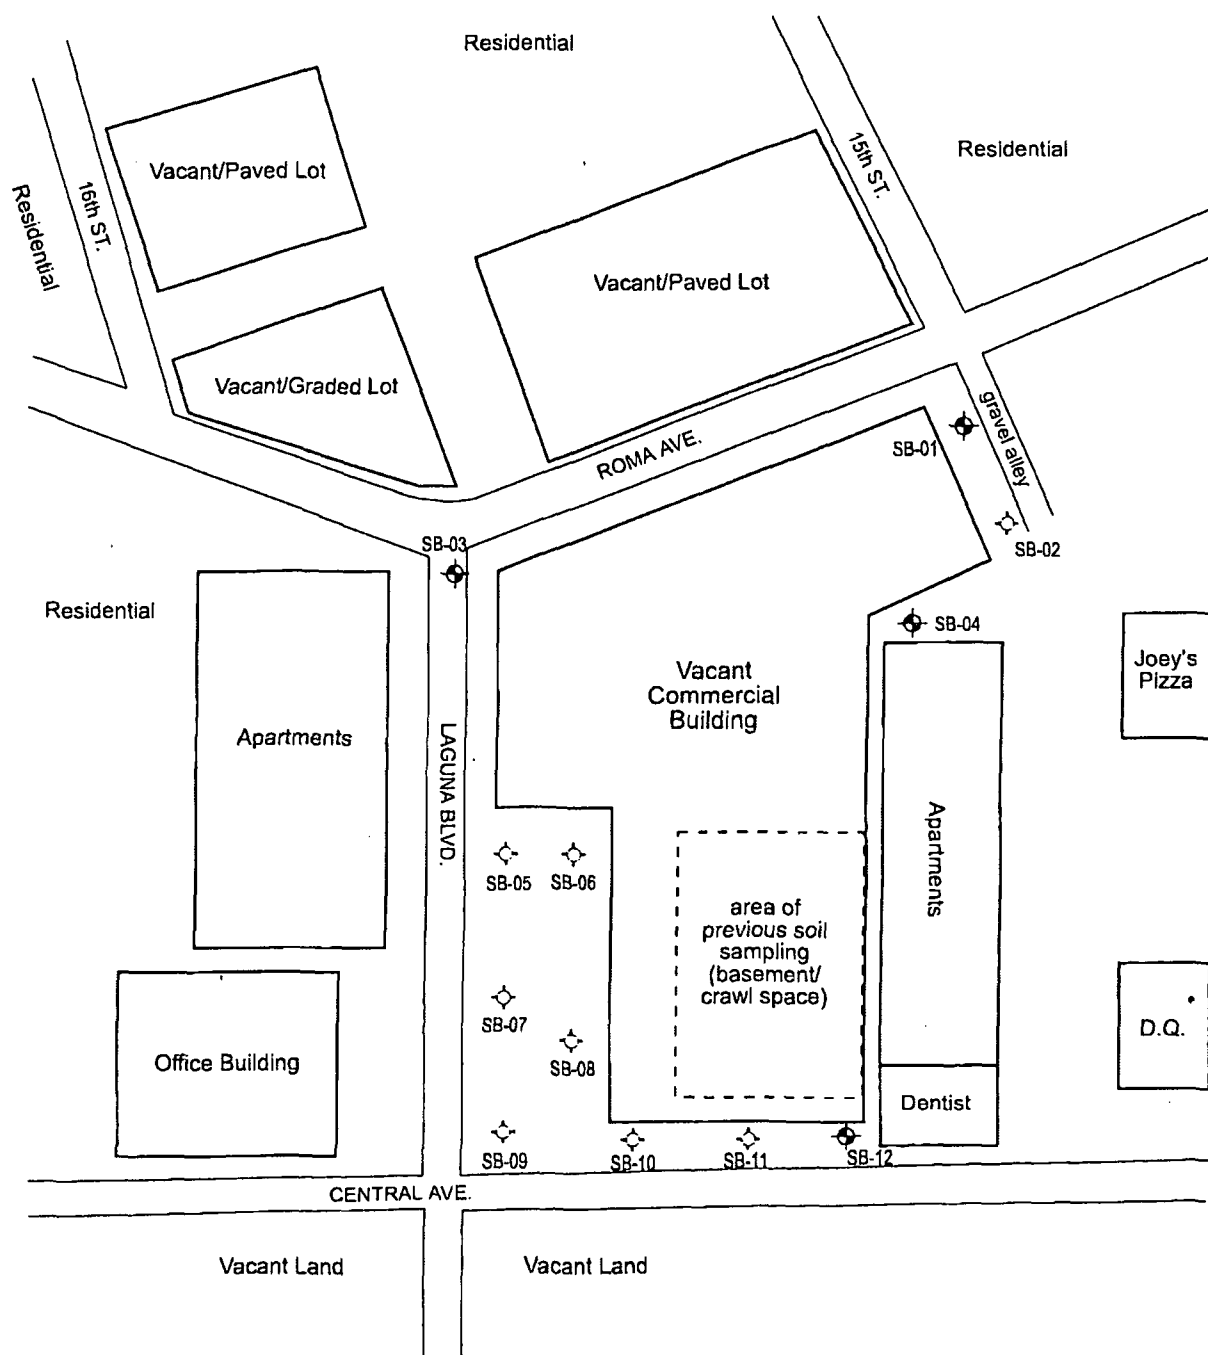 Residential
Residential
Residential
16th ST.
15th ST.
Vacant/Paved Lot
Vacant/Paved Lot
Vacant/Graded Lot
ROMA AVE.
gravel alley
SB-01
SB-02
SB-03
SB-04
Residential
Apartments
LAGUNA BLVD.
Vacant
Commercial
Building
Joey's
Pizza
Apartments
SB-05
SB-06
area of
previous soil
sampling
(basement/
crawl space)
SB-07
SB-08
Office Building
D.Q.
Dentist
SB-09
SB-10
SB-11
SB-12
CENTRAL AVE.
Vacant Land
Vacant Land